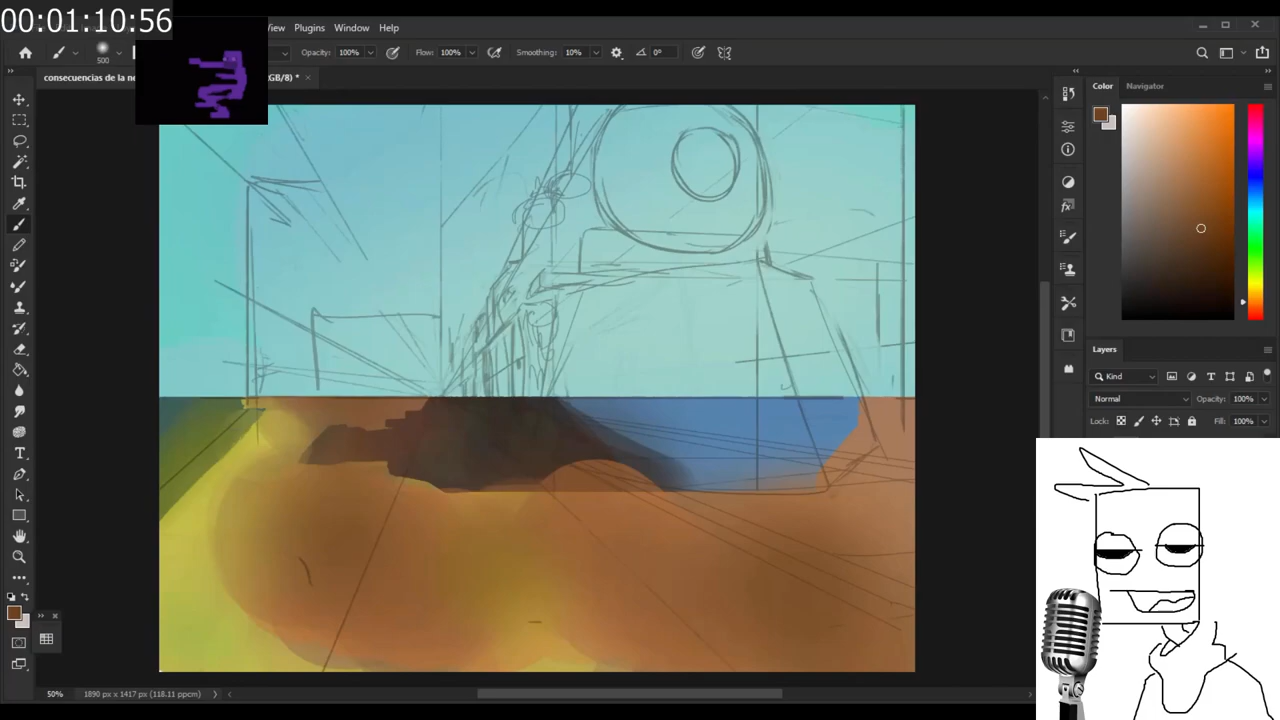 00:01:10:56
View Plugins Window Help
500 Opacity: 100% Flow: 100% Smoothing: 10% 0°
consecuencias de la ne RGB/8) * ×
Color Navigator
Layers
Kind
Normal Opacity: 100%
Lock: Fill: 100%
50% 1890 px x 1417 px (118.11 ppcm)